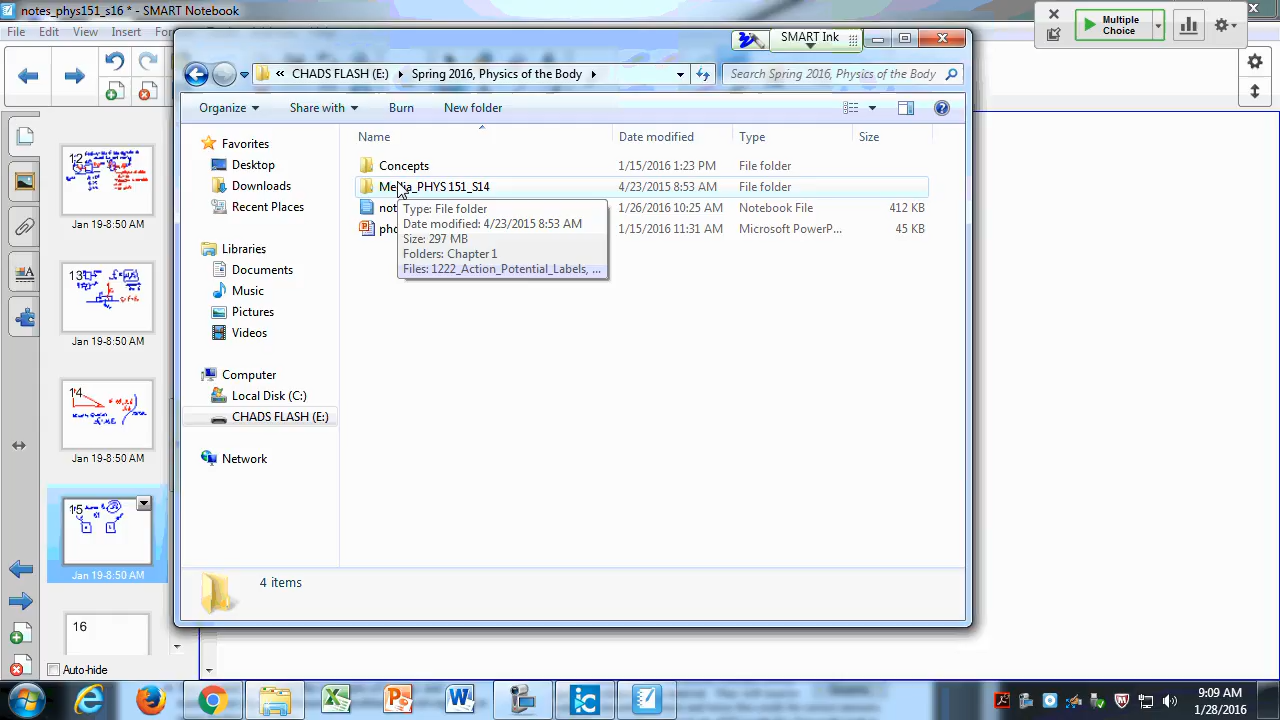 notes_phys151_s16 * - SMART Notebook
File Edit View Insert
SMART Ink
Multiple Choice
« CHADS FLASH (E:) Spring 2016, Physics of the Body
Search Spring 2016, Physics of the Body
Organize Share with Burn New folder
Name Date modified Type Size
Favorites
Desktop
Downloads
Recent Places
Libraries
Documents
Music
Pictures
Videos
Computer
Local Disk (C:)
CHADS FLASH (E:)
Network
Concepts 1/15/2016 1:23 PM File folder
Media_PHYS 151_S14 4/23/2015 8:53 AM File folder
1/26/2016 10:25 AM Notebook File 412 KB
1/15/2016 11:31 AM Microsoft PowerP... 45 KB
Type: File folder
Date modified: 4/23/2015 8:53 AM
Size: 297 MB
Folders: Chapter 1
Files: 1222_Action_Potential_Labels, ...
4 items
12
Jan 19-8:50 AM
13
Jan 19-8:50 AM
14
Jan 19-8:50 AM
15
Jan 19-8:50 AM
16
Auto-hide
9:09 AM
1/28/2016